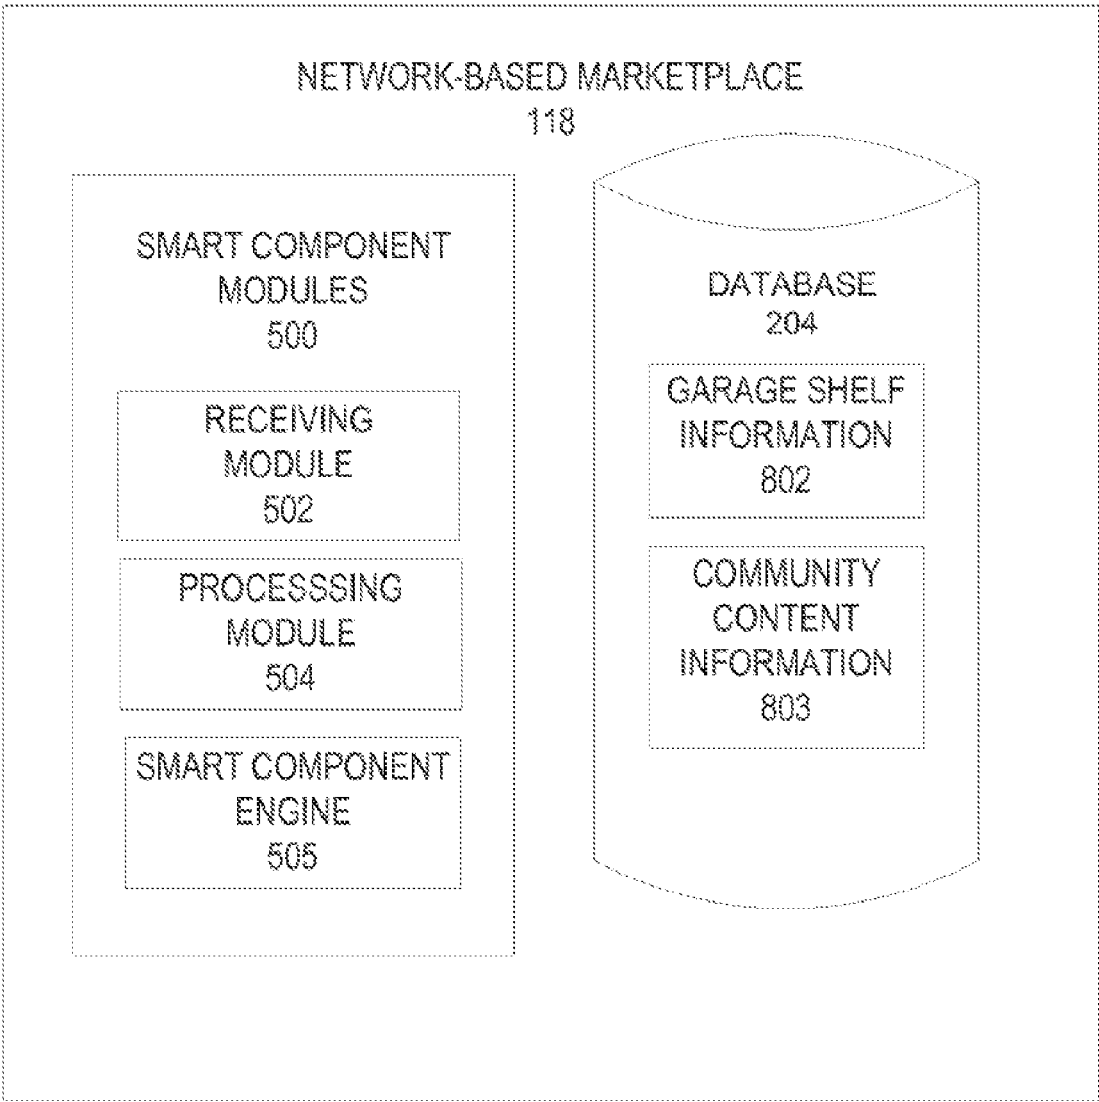 NETWORK-BASED MARKETPLACE
118
SMART COMPONENT
MODULES
500
RECEIVING
MODULE
502
PROCESSSING
MODULE
504
SMART COMPONENT
ENGINE
505
DATABASE
204
GARAGE SHELF
INFORMATION
802
COMMUNITY
CONTENT
INFORMATION
803